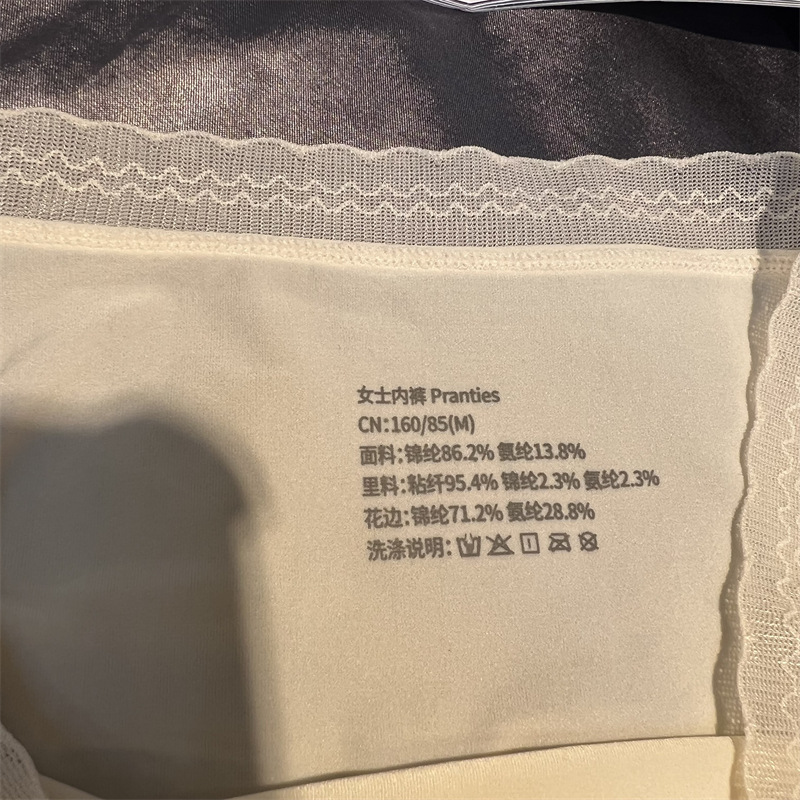 女士内裤 Pranties
CN:160/85(M)
面料:锦纶86.2% 氨纶13.8%
里料:粘纤95.4% 锦纶2.3% 氨纶2.3%
花边:锦纶71.2% 氨纶28.8%
洗涤说明: